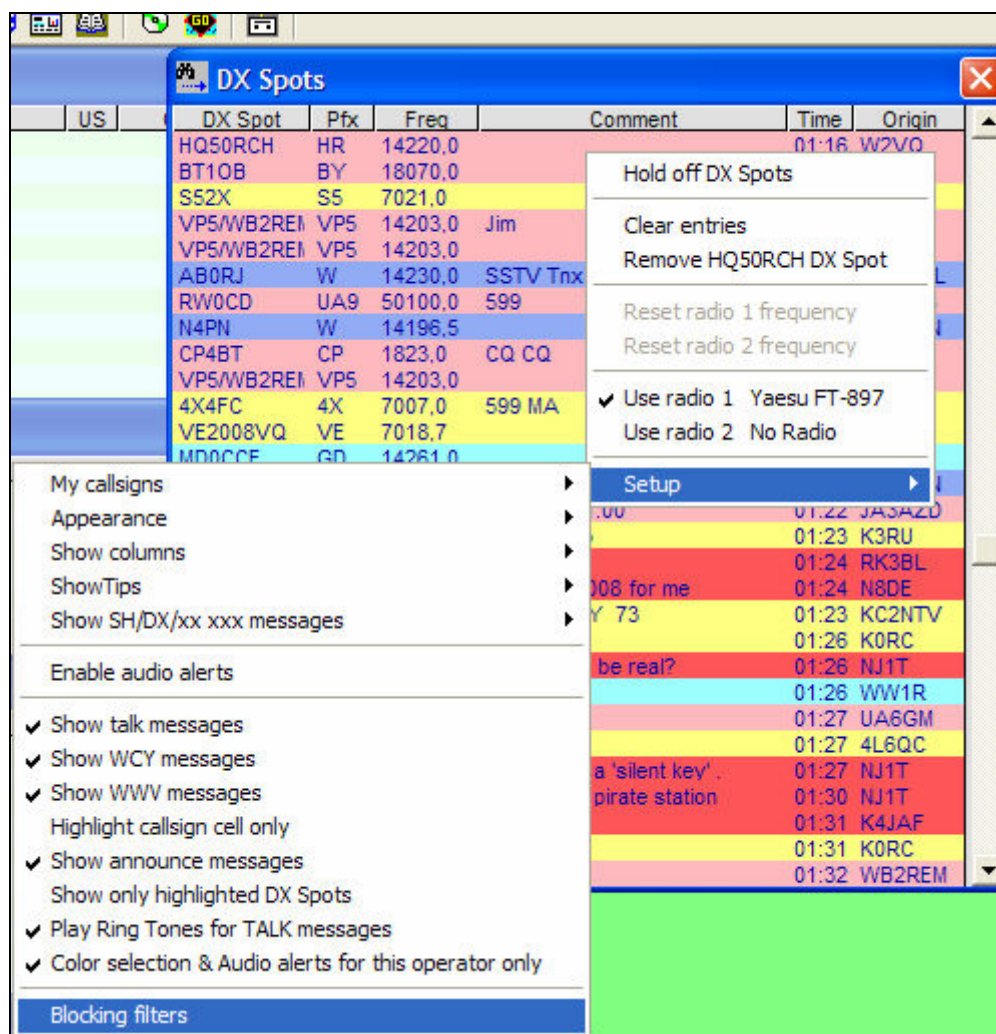 GO
DX Spots
US
DX Spot Pfx Freq Comment Time Origin
HQ50RCH HR 14220,0 01:16 W2VO
BT1OB BY 18070,0
S52X S5 7021,0
VP5/WB2REM VP5 14203,0 Jim
VP5/WB2REM VP5 14203,0
AB0RJ W 14230,0 SSTV Tnx L
RW0CD UA9 50100,0 599
N4PN W 14196,5
CP4BT CP 1823,0 CQ CQ
VP5/WB2REM VP5 14203,0
4X4FC 4X 7007,0 599 MA
VE2008VQ VE 7018,7
MD0CCE GD 14261,0
Hold off DX Spots
Clear entries
Remove HQ50RCH DX Spot
Reset radio 1 frequency
Reset radio 2 frequency
Use radio 1 Yaesu FT-897
Use radio 2 No Radio
Setup
My callsigns
Appearance
Show columns
ShowTips
Show SH/DX/xx xxx messages
Enable audio alerts
Show talk messages
Show WCY messages
Show WWV messages
Highlight callsign cell only
Show announce messages
Show only highlighted DX Spots
Play Ring Tones for TALK messages
Color selection & Audio alerts for this operator only
Blocking filters
:00 01:22 JA3AZD
01:23 K3RU
01:24 RK3BL
008 for me 01:24 N8DE
Y 73 01:23 KC2NTV
01:26 K0RC
be real? 01:26 NJ1T
01:26 WW1R
01:27 UA6GM
01:27 4L6QC
a 'silent key' . 01:27 NJ1T
pirate station 01:30 NJ1T
01:31 K4JAF
01:31 K0RC
01:32 WB2REM